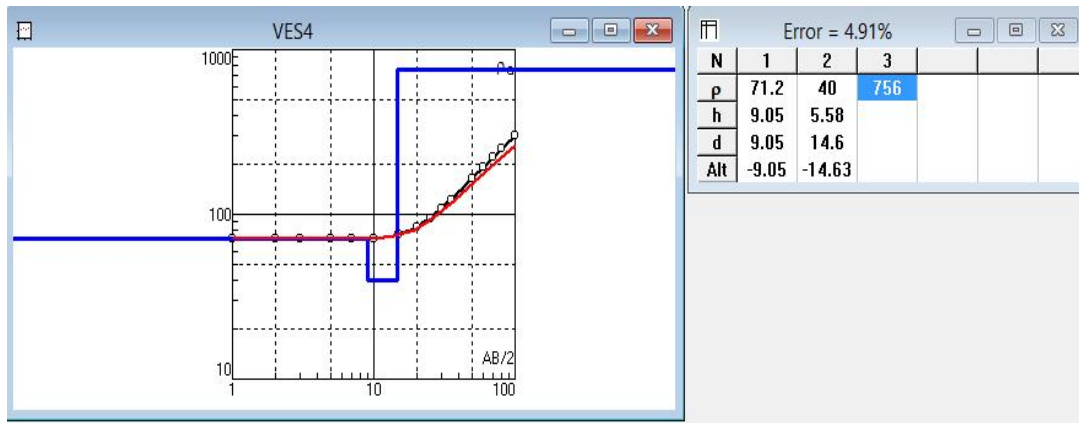 VES4
1000
ρa
100
10
AB/2
1 10 100
Error = 4.91%
N 1 2 3
ρ 71.2 40 756
h 9.05 5.58
d 9.05 14.6
Alt -9.05 -14.63